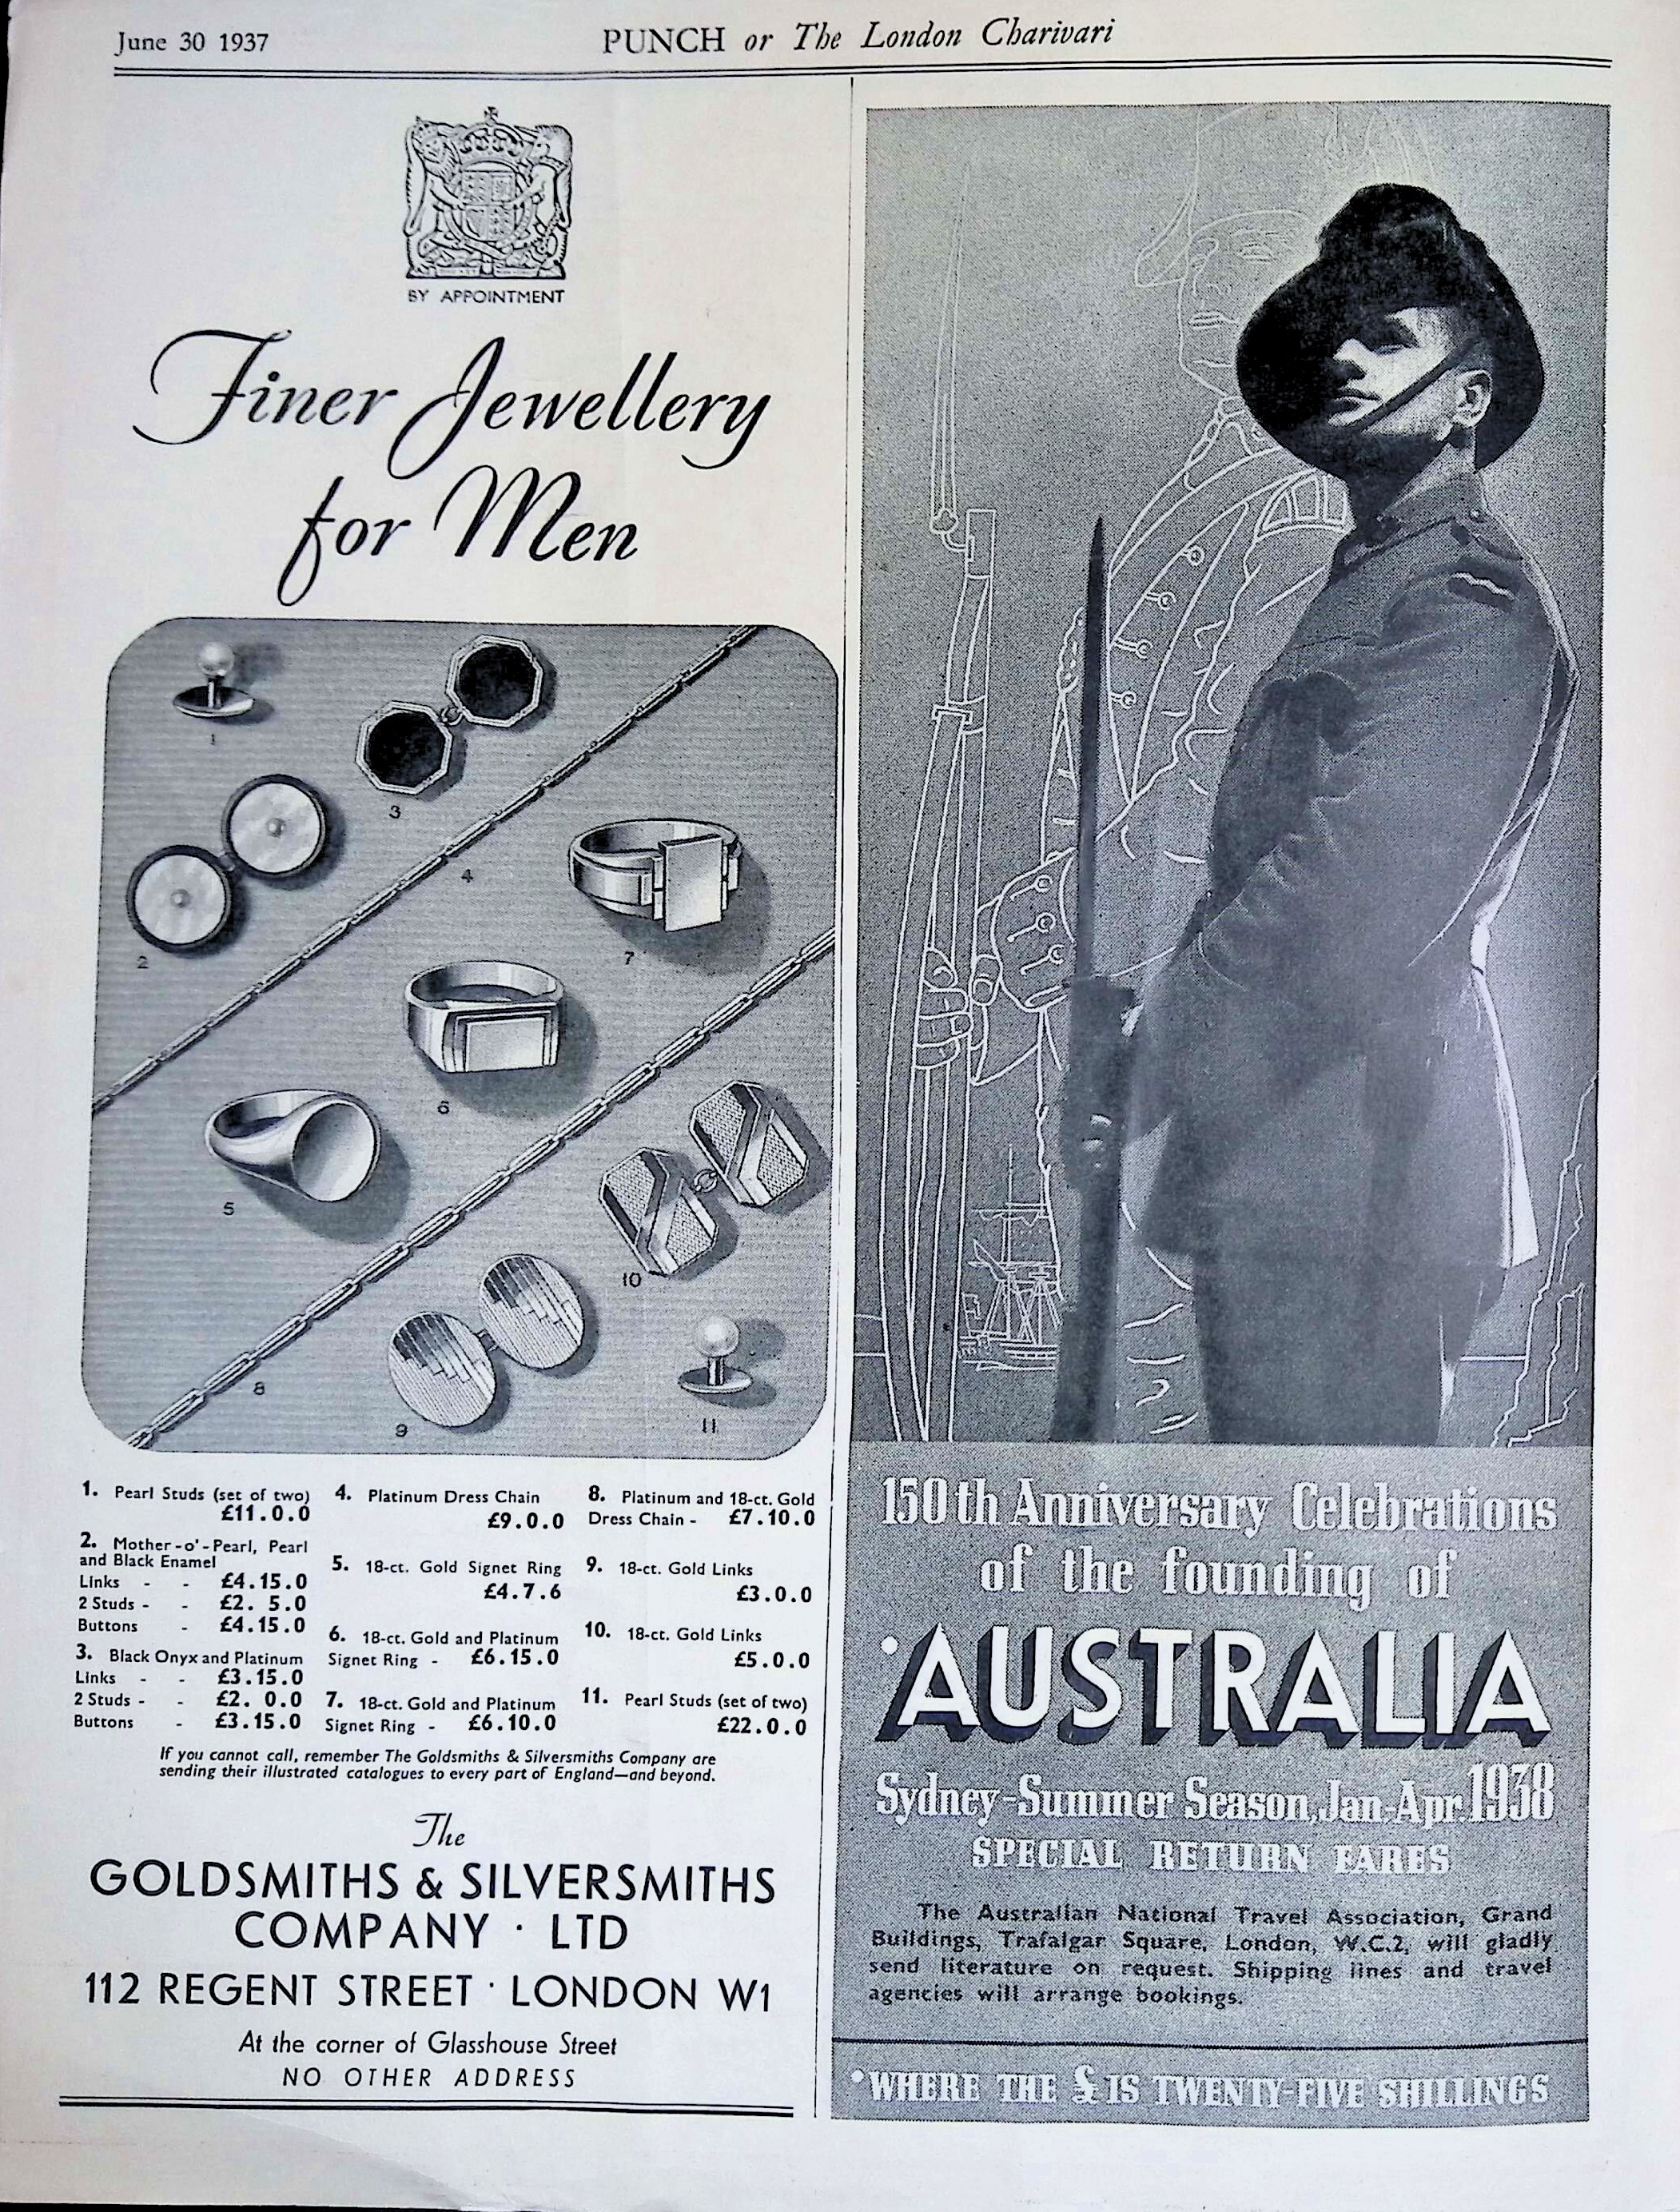 June 30 1937
PUNCH or The London Charivari
BY APPOINTMENT
Finer Jewellery
for Men
1
2
3
4
5
6
7
8
9
10
11
1. Pearl Studs (set of two)
£11.0.0
2. Mother-o'-Pearl, Pearl
and Black Enamel
Links - - £4.15.0
2 Studs - - £2. 5.0
Buttons - £4.15.0
3. Black Onyx and Platinum
Links - - £3.15.0
2 Studs - - £2. 0.0
Buttons - £3.15.0
4. Platinum Dress Chain
£9.0.0
5. 18-ct. Gold Signet Ring
£4.7.6
6. 18-ct. Gold and Platinum
Signet Ring - £6.15.0
7. 18-ct. Gold and Platinum
Signet Ring - £6.10.0
8. Platinum and 18-ct. Gold
Dress Chain - £7.10.0
9. 18-ct. Gold Links
£3.0.0
10. 18-ct. Gold Links
£5.0.0
11. Pearl Studs (set of two)
£22.0.0
If you cannot call, remember The Goldsmiths & Silversmiths Company are
sending their illustrated catalogues to every part of England—and beyond.
The
GOLDSMITHS & SILVERSMITHS
COMPANY · LTD
112 REGENT STREET · LONDON W1
At the corner of Glasshouse Street
NO OTHER ADDRESS
150th Anniversary Celebrations
of the founding of
•AUSTRALIA
Sydney-Summer Season, Jan-Apr. 1938
SPECIAL RETURN FARES
The Australian National Travel Association, Grand
Buildings, Trafalgar Square, London, W.C.2, will gladly
send literature on request. Shipping lines and travel
agencies will arrange bookings.
•WHERE THE £ IS TWENTY-FIVE SHILLINGS